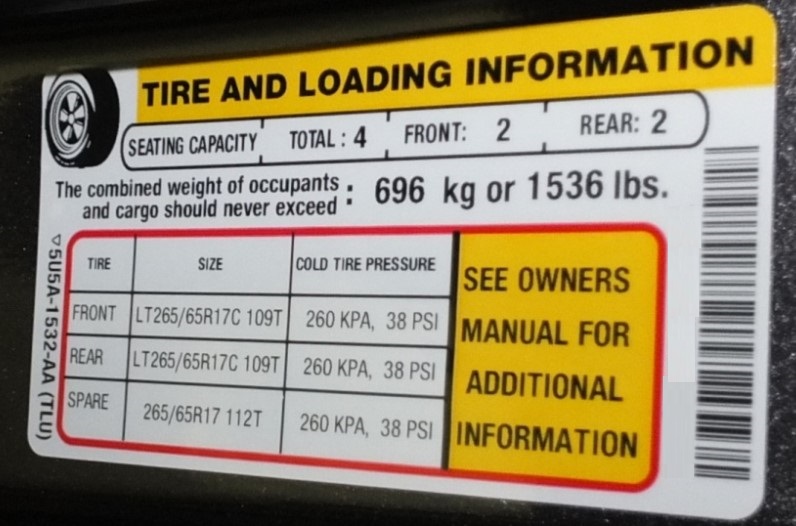 TIRE AND LOADING INFORMATION
SEATING CAPACITY TOTAL : 4 FRONT: 2 REAR: 2
The combined weight of occupants
and cargo should never exceed : 696 kg or 1536 lbs.
TIRE SIZE COLD TIRE PRESSURE
FRONT LT265/65R17C 109T 260 KPA, 38 PSI
REAR LT265/65R17C 109T 260 KPA, 38 PSI
SPARE 265/65R17 112T 260 KPA, 38 PSI
SEE OWNERS
MANUAL FOR
ADDITIONAL
INFORMATION
▽5U5A-1532-AA (TLU)